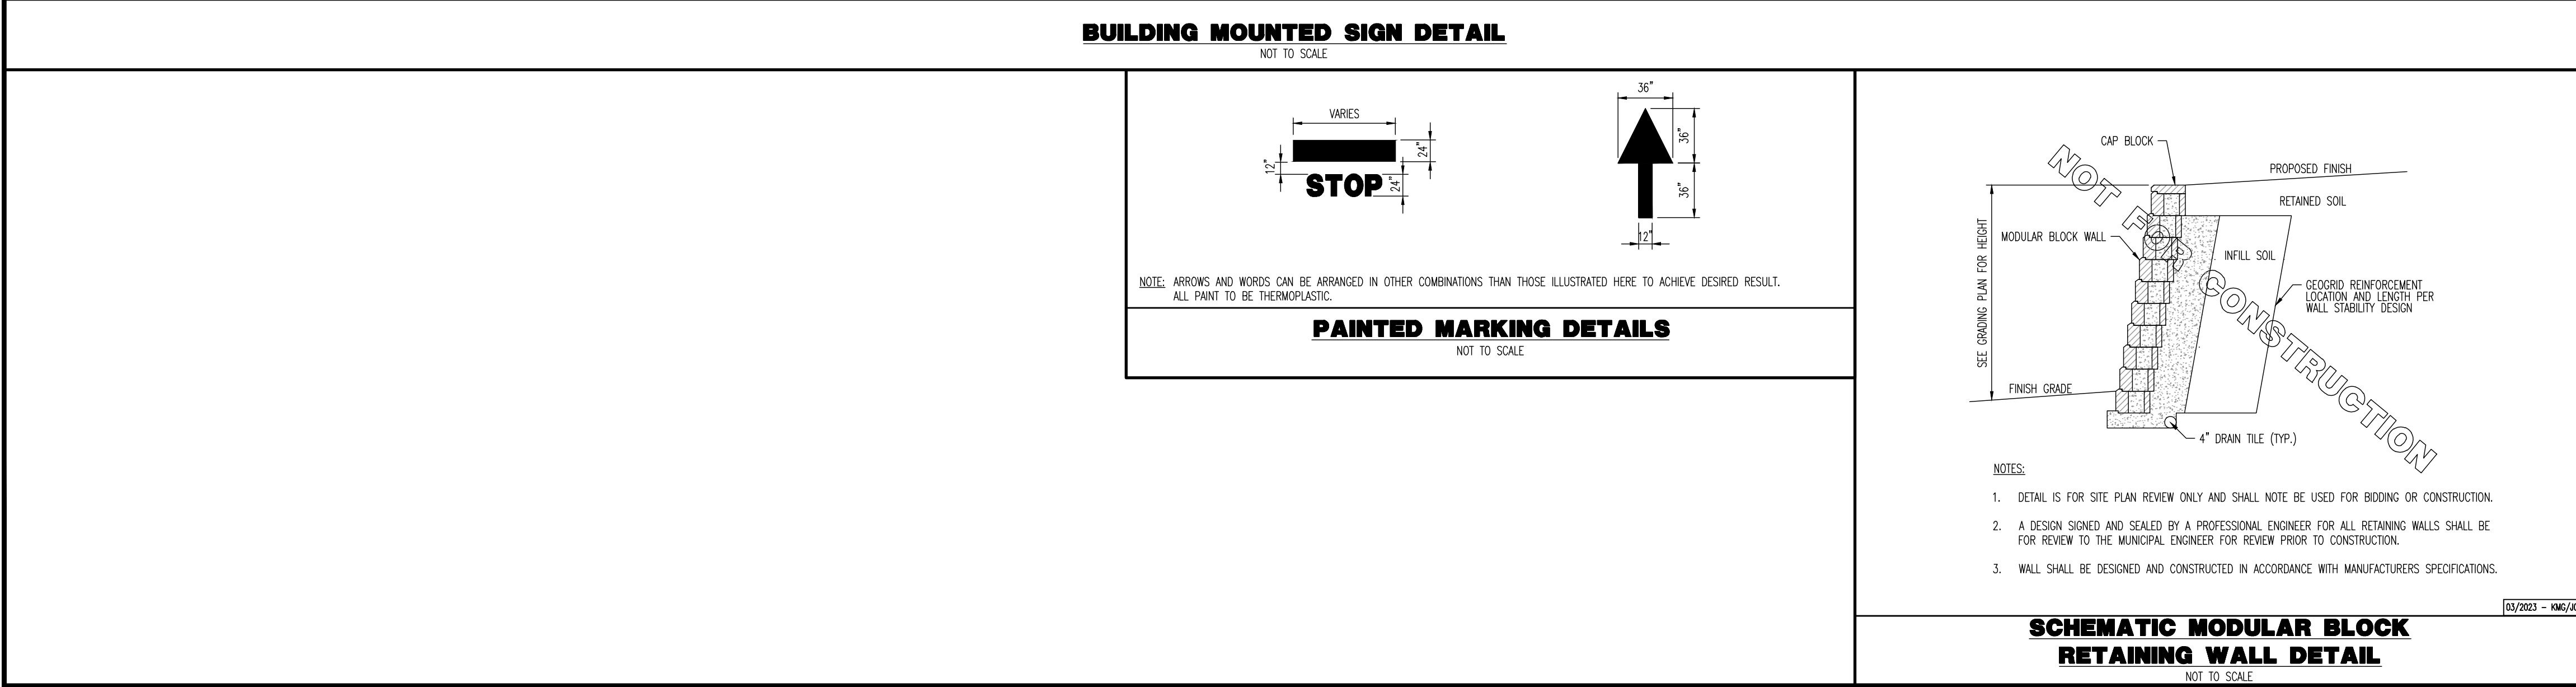 BUILDING MOUNTED SIGN DETAIL
NOT TO SCALE
VARIES
12"
24"
STOP
24"
36"
36"
36"
12"
NOTE: ARROWS AND WORDS CAN BE ARRANGED IN OTHER COMBINATIONS THAN THOSE ILLUSTRATED HERE TO ACHIEVE DESIRED RESULT.
ALL PAINT TO BE THERMOPLASTIC.
PAINTED MARKING DETAILS
NOT TO SCALE
CAP BLOCK
PROPOSED FINISH
RETAINED SOIL
MODULAR BLOCK WALL
INFILL SOIL
SEE GRADING PLAN FOR HEIGHT
GEOGRID REINFORCEMENT
LOCATION AND LENGTH PER
WALL STABILITY DESIGN
FINISH GRADE
4" DRAIN TILE (TYP.)
NOT FOR CONSTRUCTION
NOTES:
1. DETAIL IS FOR SITE PLAN REVIEW ONLY AND SHALL NOTE BE USED FOR BIDDING OR CONSTRUCTION.
2. A DESIGN SIGNED AND SEALED BY A PROFESSIONAL ENGINEER FOR ALL RETAINING WALLS SHALL BE
FOR REVIEW TO THE MUNICIPAL ENGINEER FOR REVIEW PRIOR TO CONSTRUCTION.
3. WALL SHALL BE DESIGNED AND CONSTRUCTED IN ACCORDANCE WITH MANUFACTURERS SPECIFICATIONS.
03/2023 - KMG/
SCHEMATIC MODULAR BLOCK
RETAINING WALL DETAIL
NOT TO SCALE